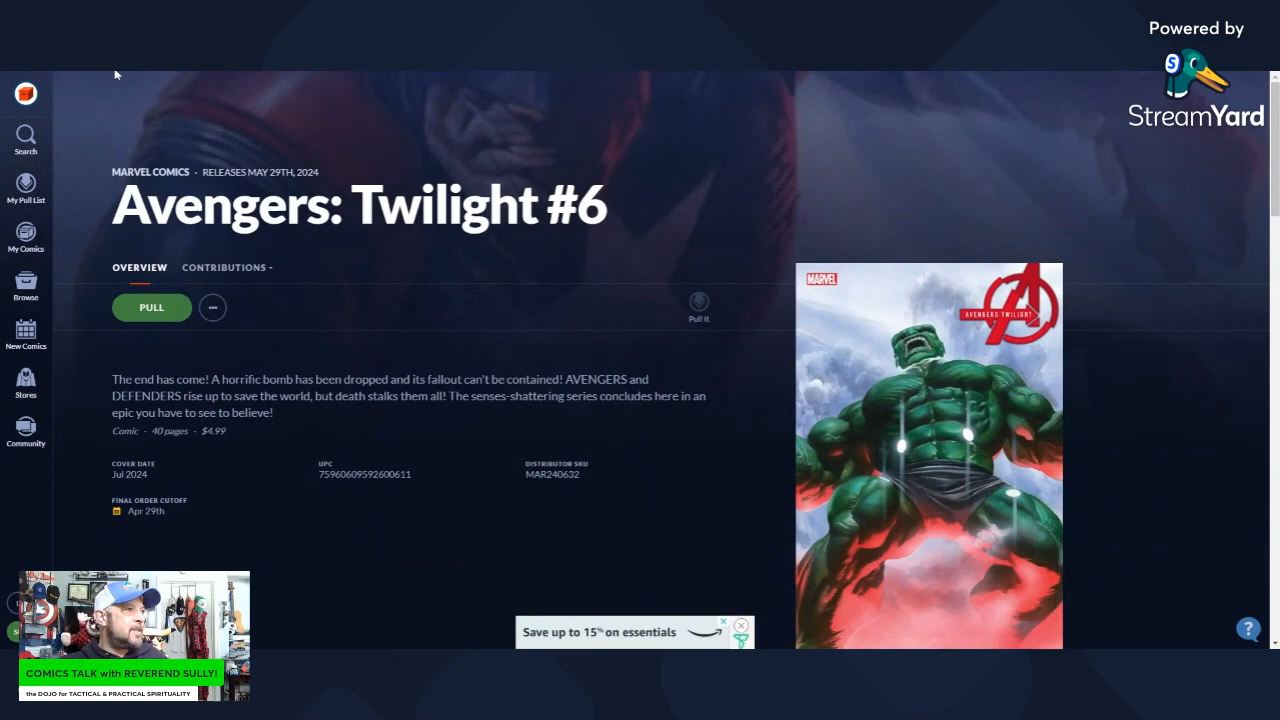 Powered by
S
StreamYard
Search
My Pull List
My Comics
Browse
New Comics
Stores
Community
MARVEL COMICS · RELEASES MAY 29TH, 2024
Avengers: Twilight #6
OVERVIEW CONTRIBUTIONS
PULL
Pull It
The end has come! A horrific bomb has been dropped and its fallout can't be contained! AVENGERS and
DEFENDERS rise up to save the world, but death stalks them all! The senses-shattering series concludes here in an
epic you have to see to believe!
Comic · 40 pages · $4.99
COVER DATE
Jul 2024
UPC
75960609592600611
DISTRIBUTOR SKU
MAR240632
FINAL ORDER CUTOFF
Apr 29th
MARVEL
A
AVENGERS TWILIGHT
Save up to 15% on essentials
?
COMICS TALK with REVEREND SULLY!
the DOJO for TACTICAL & PRACTICAL SPIRITUALITY